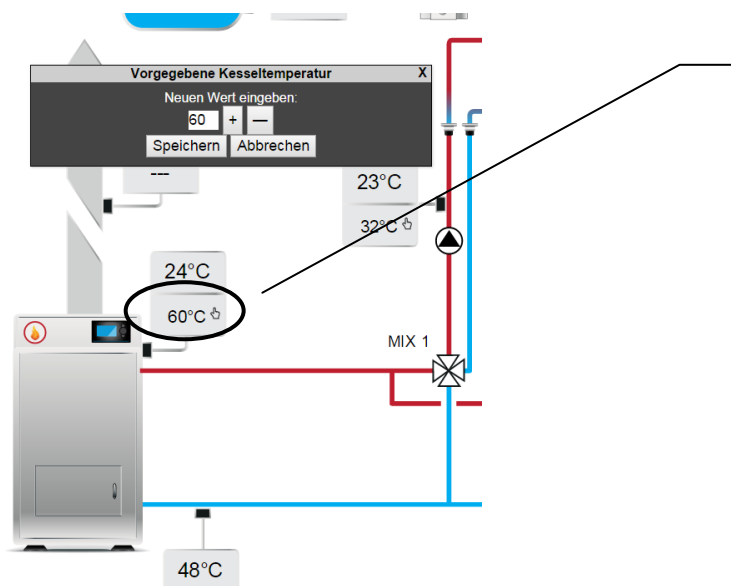 Vorgegebene Kesseltemperatur X
Neuen Wert eingeben:
60 + —
Speichern Abbrechen
---
23°C
32°C
24°C
60°C
MIX 1
48°C